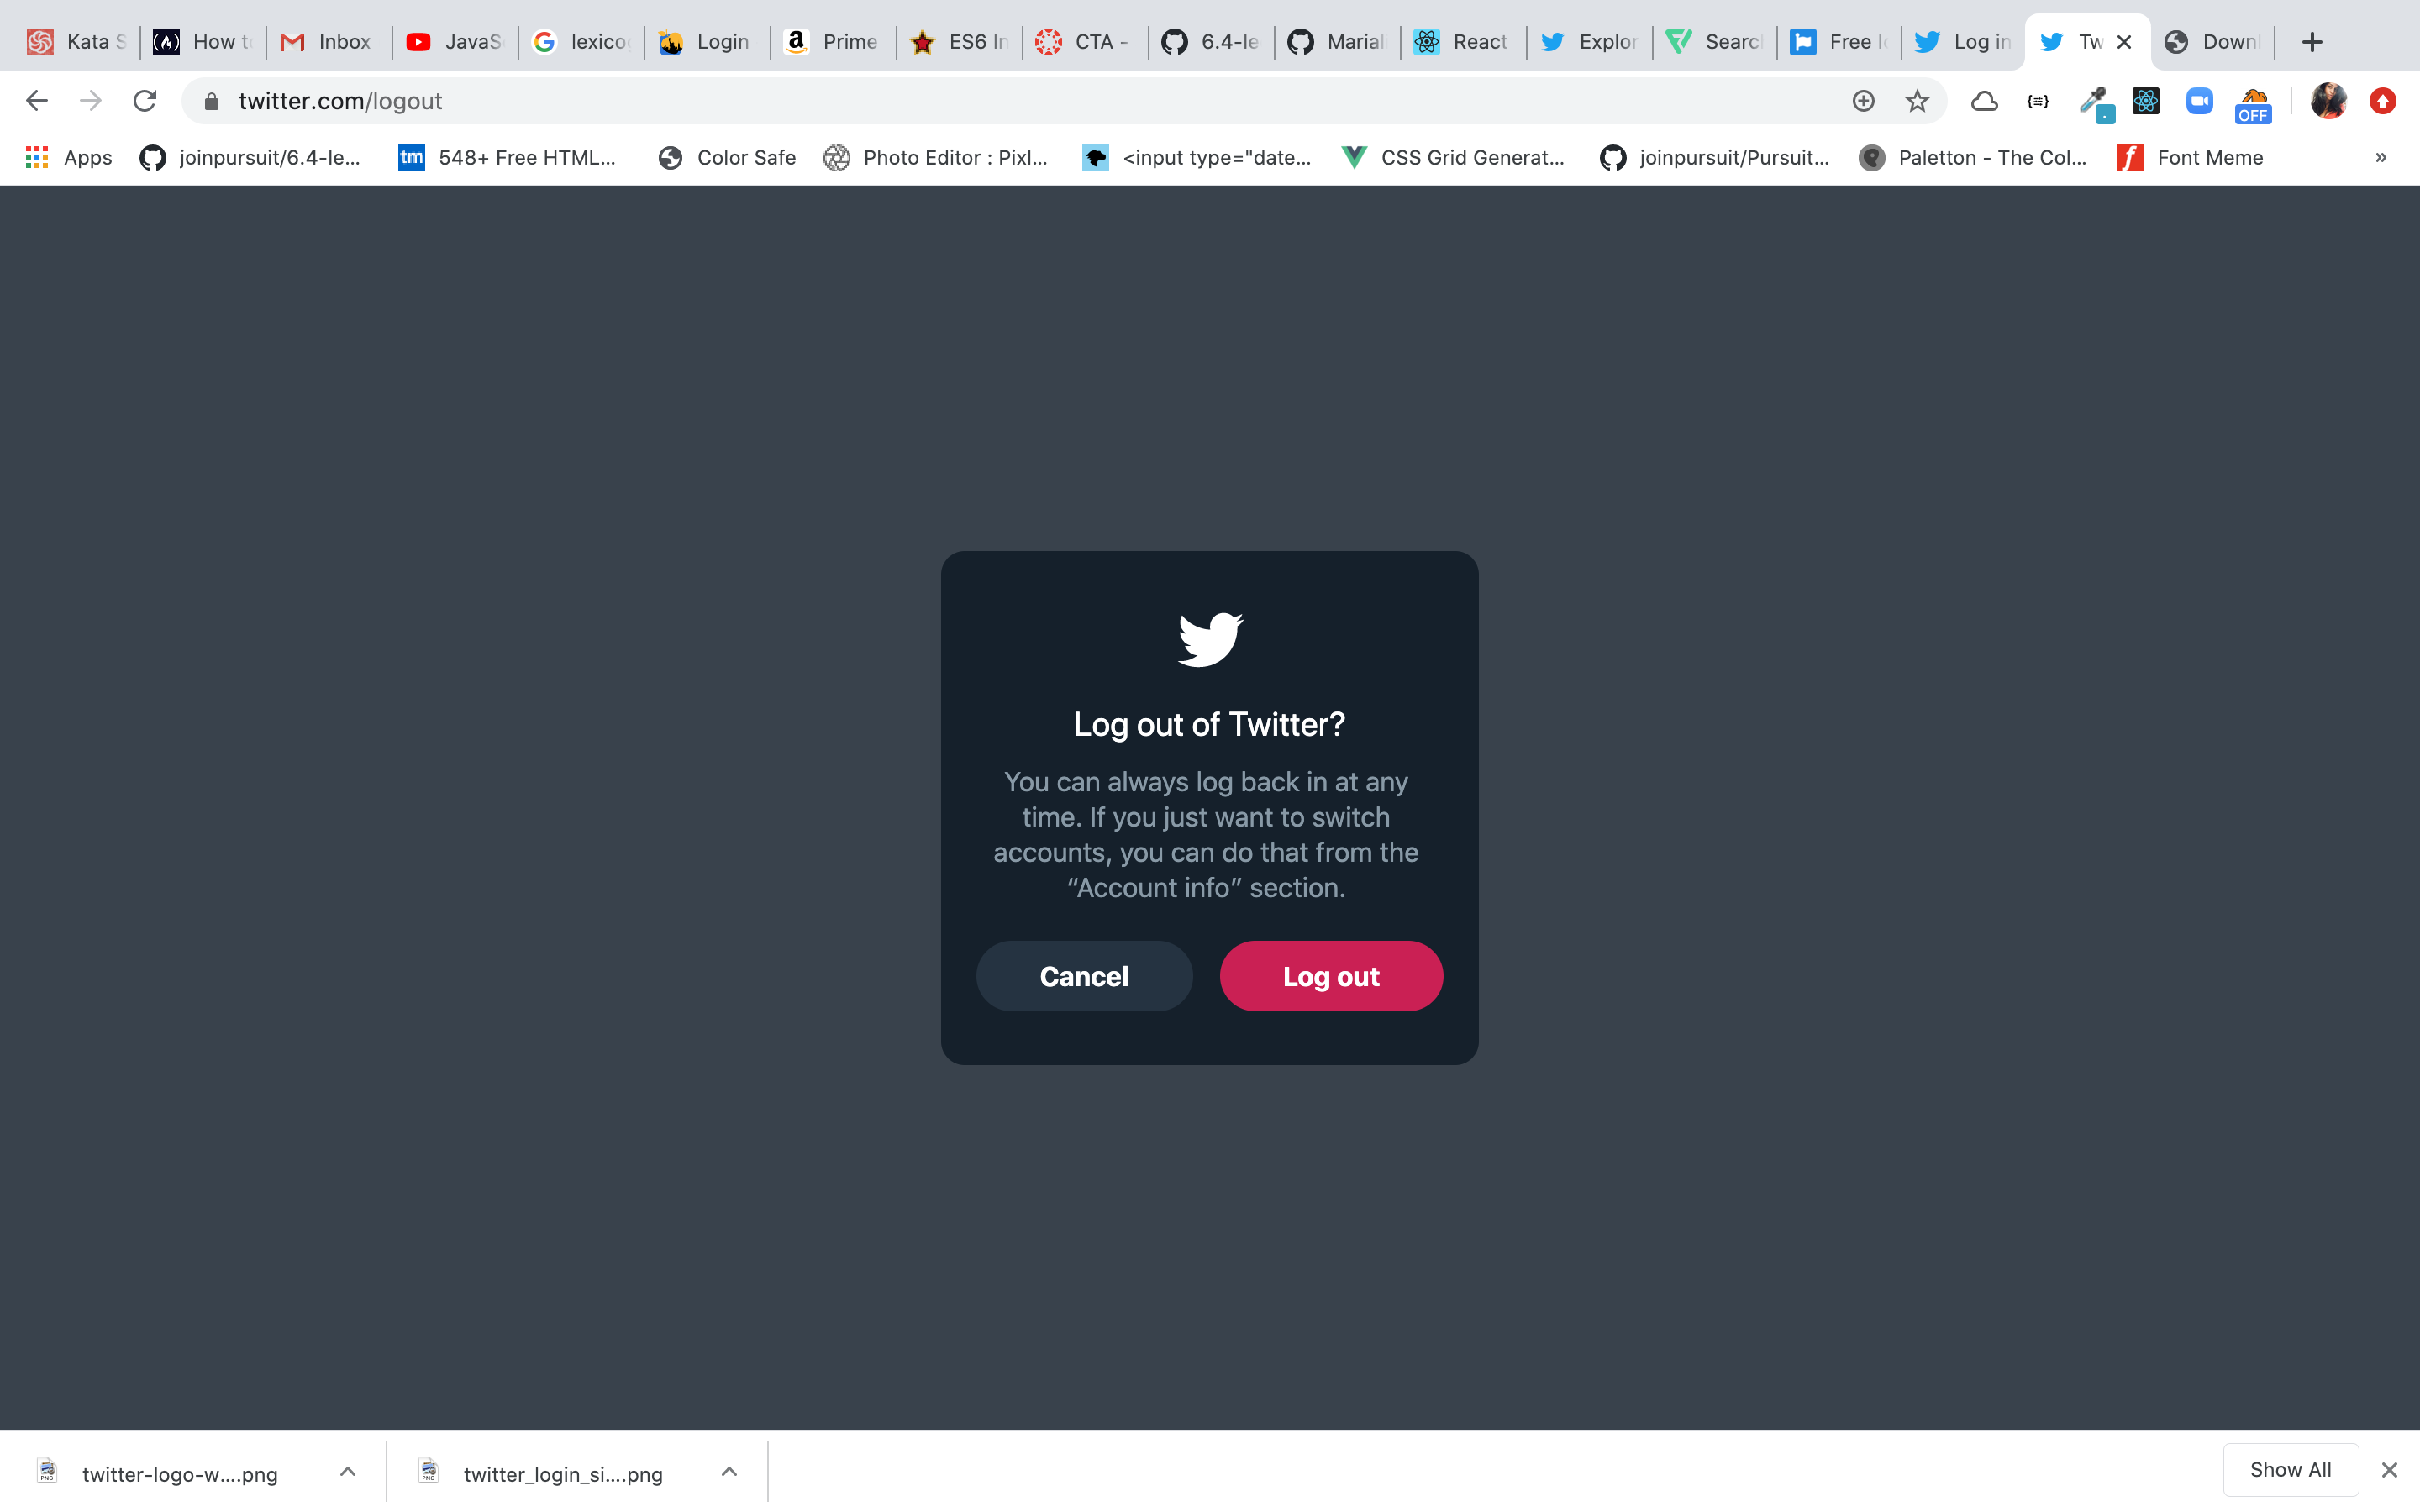 Kata S
How to
Inbox
JavaS
lexico
Login
Prime
ES6 In
CTA -
6.4-le
Marial
React
Explor
Searc
Free I
Log in
Tw
Downl
twitter.com/logout
OFF
Apps
joinpursuit/6.4-le...
tm
548+ Free HTML...
Color Safe
Photo Editor : Pixl...
<input type="date...
CSS Grid Generat...
joinpursuit/Pursuit...
Paletton - The Col...
Font Meme
»
Log out of Twitter?
You can always log back in at any
time. If you just want to switch
accounts, you can do that from the
“Account info” section.
Cancel
Log out
twitter-logo-w....png
twitter_login_si....png
Show All